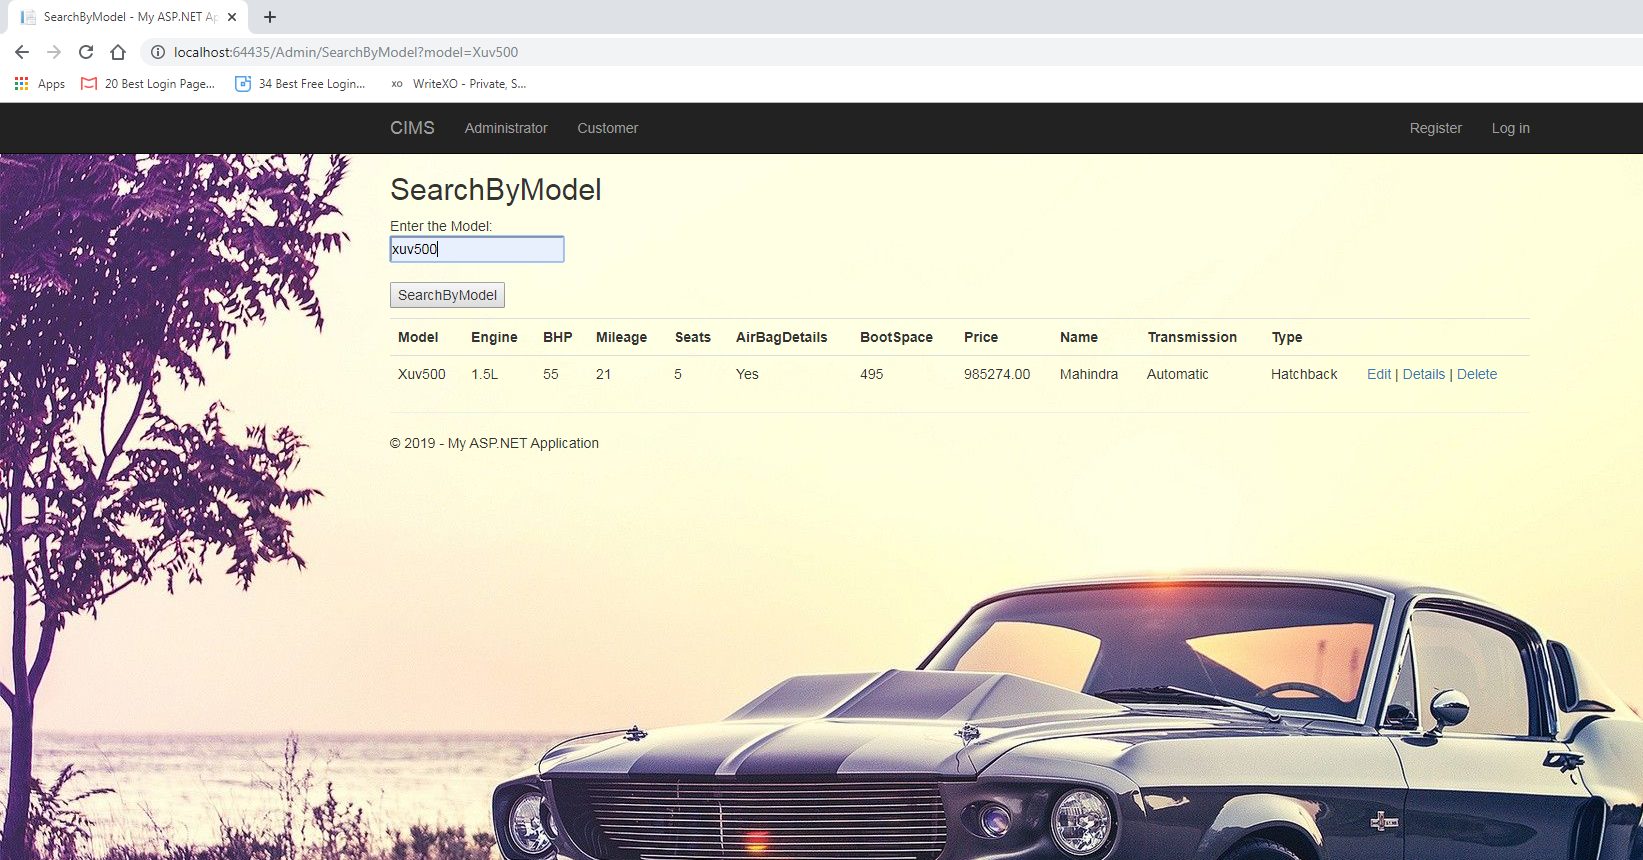 SearchByModel - My ASP.NET Ap
localhost:64435/Admin/SearchByModel?model=Xuv500
Apps 20 Best Login Page... 34 Best Free Login... XO WriteXO - Private, S...
CIMS Administrator Customer Register Log in
SearchByModel
Enter the Model:
xuv500
SearchByModel
Model Engine BHP Mileage Seats AirBagDetails BootSpace Price Name Transmission Type
Xuv500 1.5L 55 21 5 Yes 495 985274.00 Mahindra Automatic Hatchback Edit | Details | Delete
© 2019 - My ASP.NET Application